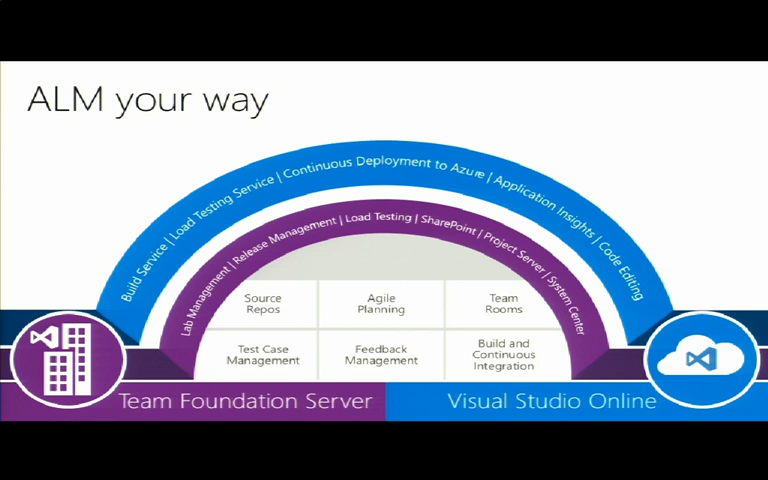 ALM your way
Build Service | Load Testing Service | Continuous Deployment to Azure | Application Insights | Code Editing
Lab Management | Release Management | Load Testing | SharePoint | Project Server | System Center
Source
Repos
Agile
Planning
Team
Rooms
Test Case
Management
Feedback
Management
Build and
Continuous
Integration
Team Foundation Server
Visual Studio Online